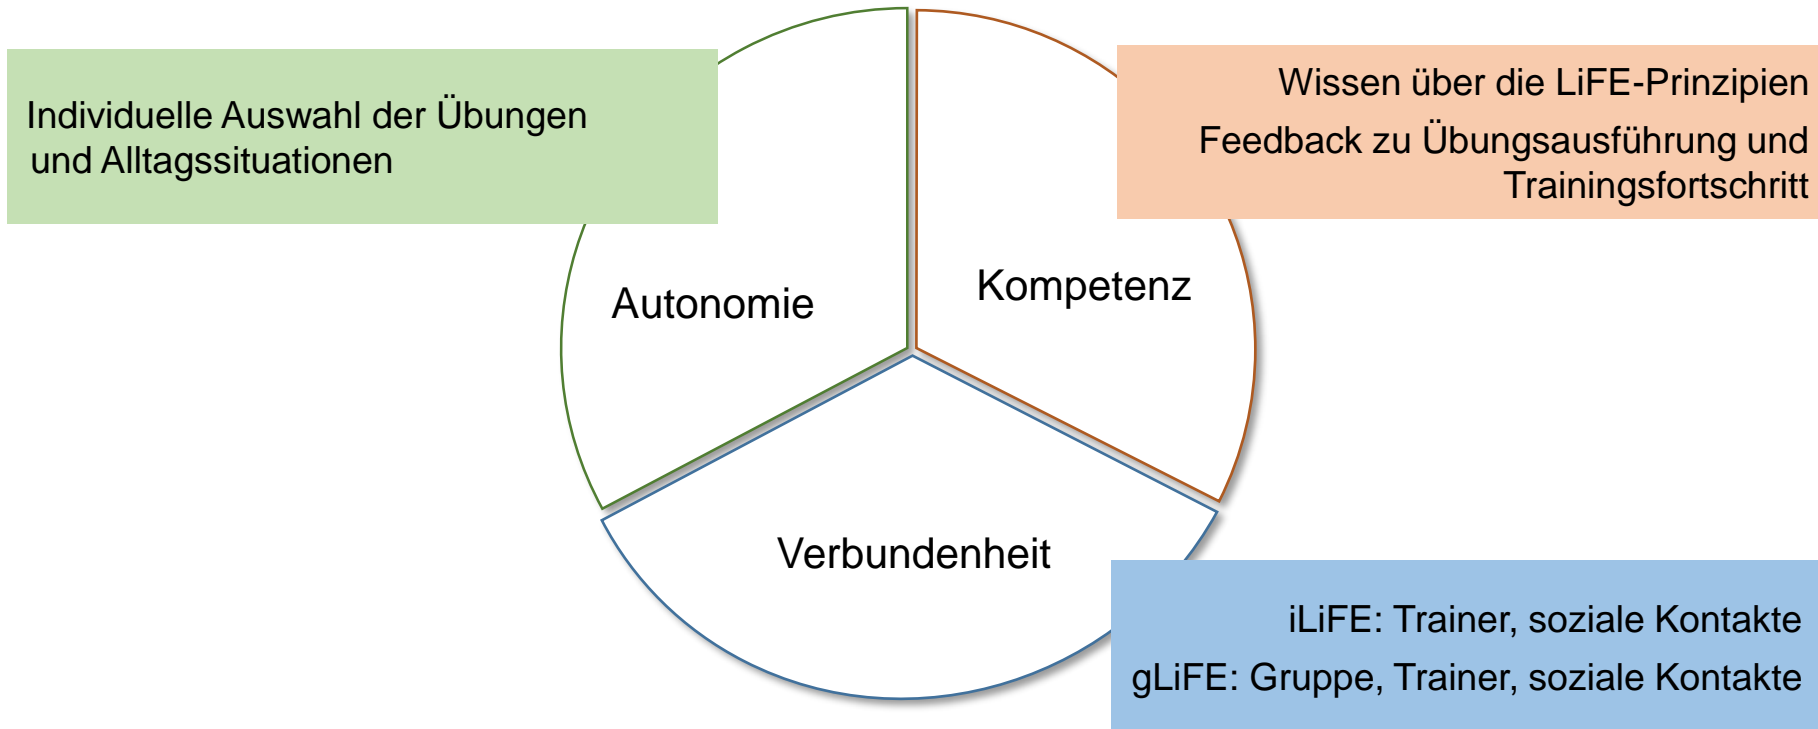 Individuelle Auswahl der Übungen
und Alltagssituationen
Wissen über die LiFE-Prinzipien
Feedback zu Übungsausführung und
Trainingsfortschritt
Autonomie
Kompetenz
Verbundenheit
iLiFE: Trainer, soziale Kontakte
gLiFE: Gruppe, Trainer, soziale Kontakte